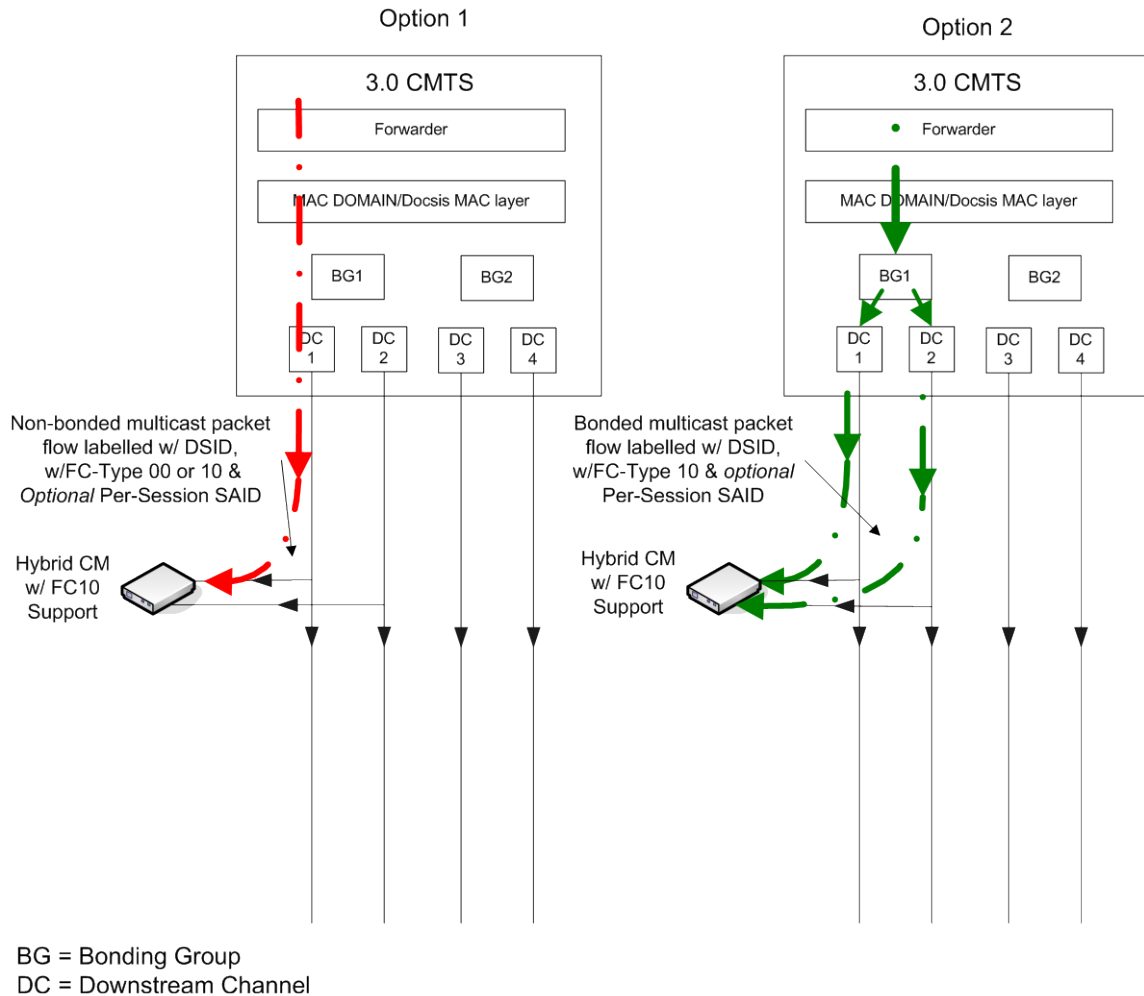 Option 1
3.0 CMTS
Forwarder
MAC DOMAIN/Docsis MAC layer
BG1
BG2
DC
1
DC
2
DC
3
DC
4
Non-bonded multicast packet
flow labelled w/ DSID,
w/FC-Type 00 or 10 &
Optional Per-Session SAID
Hybrid CM
w/ FC10
Support
Option 2
3.0 CMTS
Forwarder
MAC DOMAIN/Docsis MAC layer
BG1
BG2
DC
1
DC
2
DC
3
DC
4
Bonded multicast packet
flow labelled w/ DSID,
w/FC-Type 10 & optional
Per-Session SAID
Hybrid CM
w/ FC10
Support
BG = Bonding Group
DC = Downstream Channel